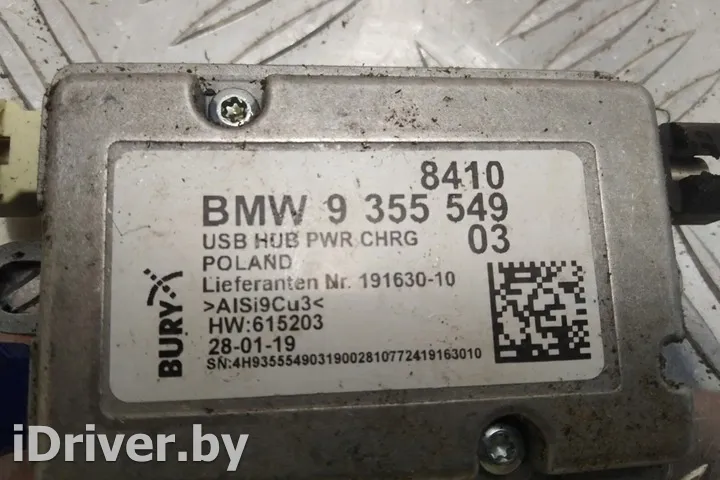 8410
BMW 9 355 549
USB HUB PWR CHRG 03
POLAND
Lieferanten Nr. 191630-10
>AlSi9Cu3<
HW:615203
28-01-19
SN:4H93555490319002810772419163010
BURY
iDriver.by